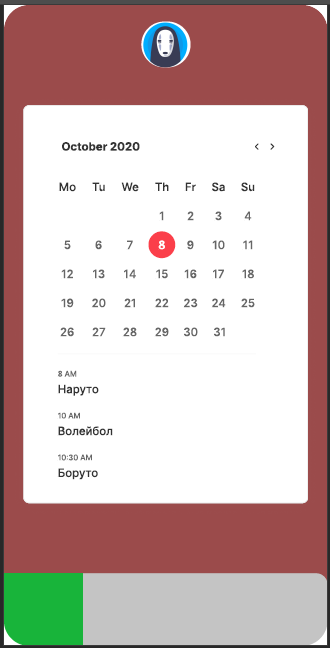 October 2020
Mo Tu We Th Fr Sa Su
1 2 3 4
5 6 7 8 9 10 11
12 13 14 15 16 17 18
19 20 21 22 23 24 25
26 27 28 29 30 31
8 AM
Наруто
10 AM
Волейбол
10:30 AM
Боруто